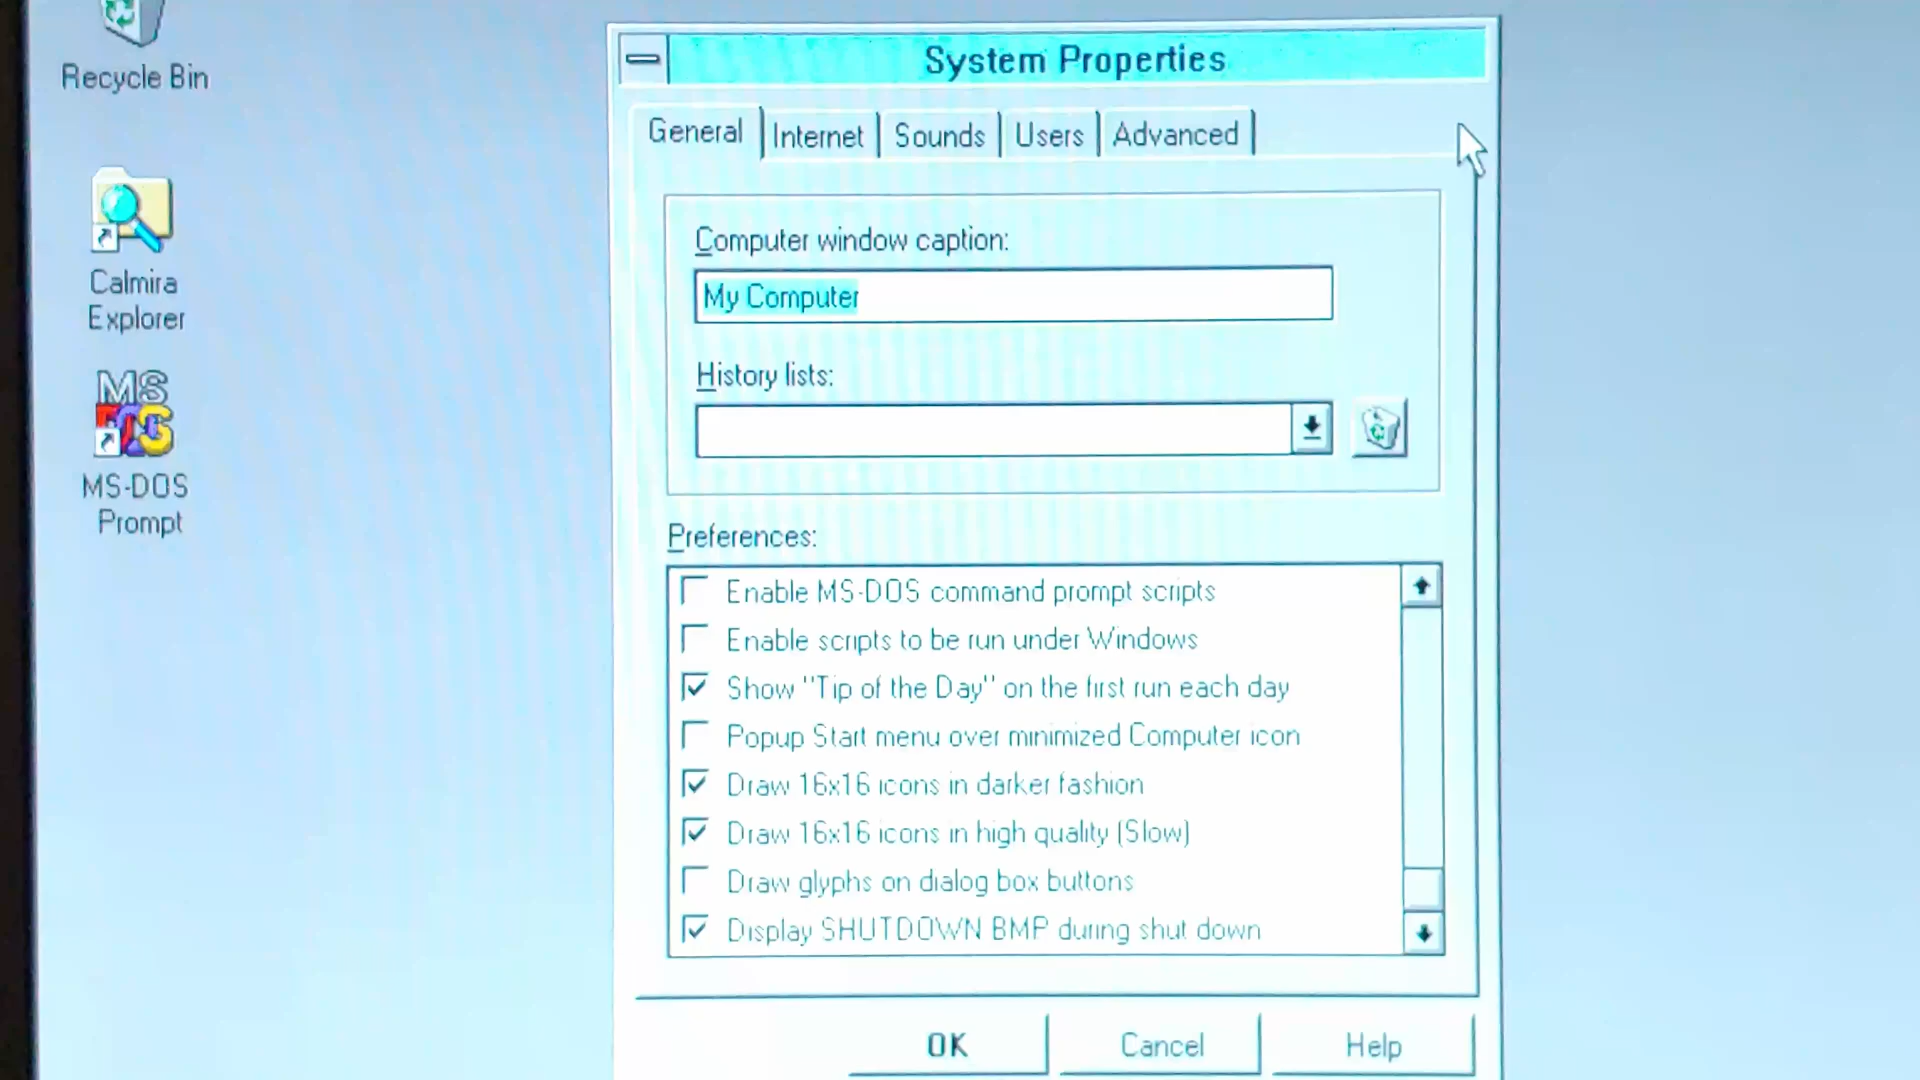 Recycle Bin
Calmira
Explorer
MS
DOS
MS-DOS
Prompt
System Properties
General
Internet
Sounds
Users
Advanced
Computer window caption:
My Computer
History lists:
Preferences:
Enable MS-DOS command prompt scripts
Enable scripts to be run under Windows
Show "Tip of the Day" on the first run each day
Popup Start menu over minimized Computer icon
Draw 16x16 icons in darker fashion
Draw 16x16 icons in high quality (Slow)
Draw glyphs on dialog box buttons
Display SHUTDOWN BMP during shut down
OK
Cancel
Help